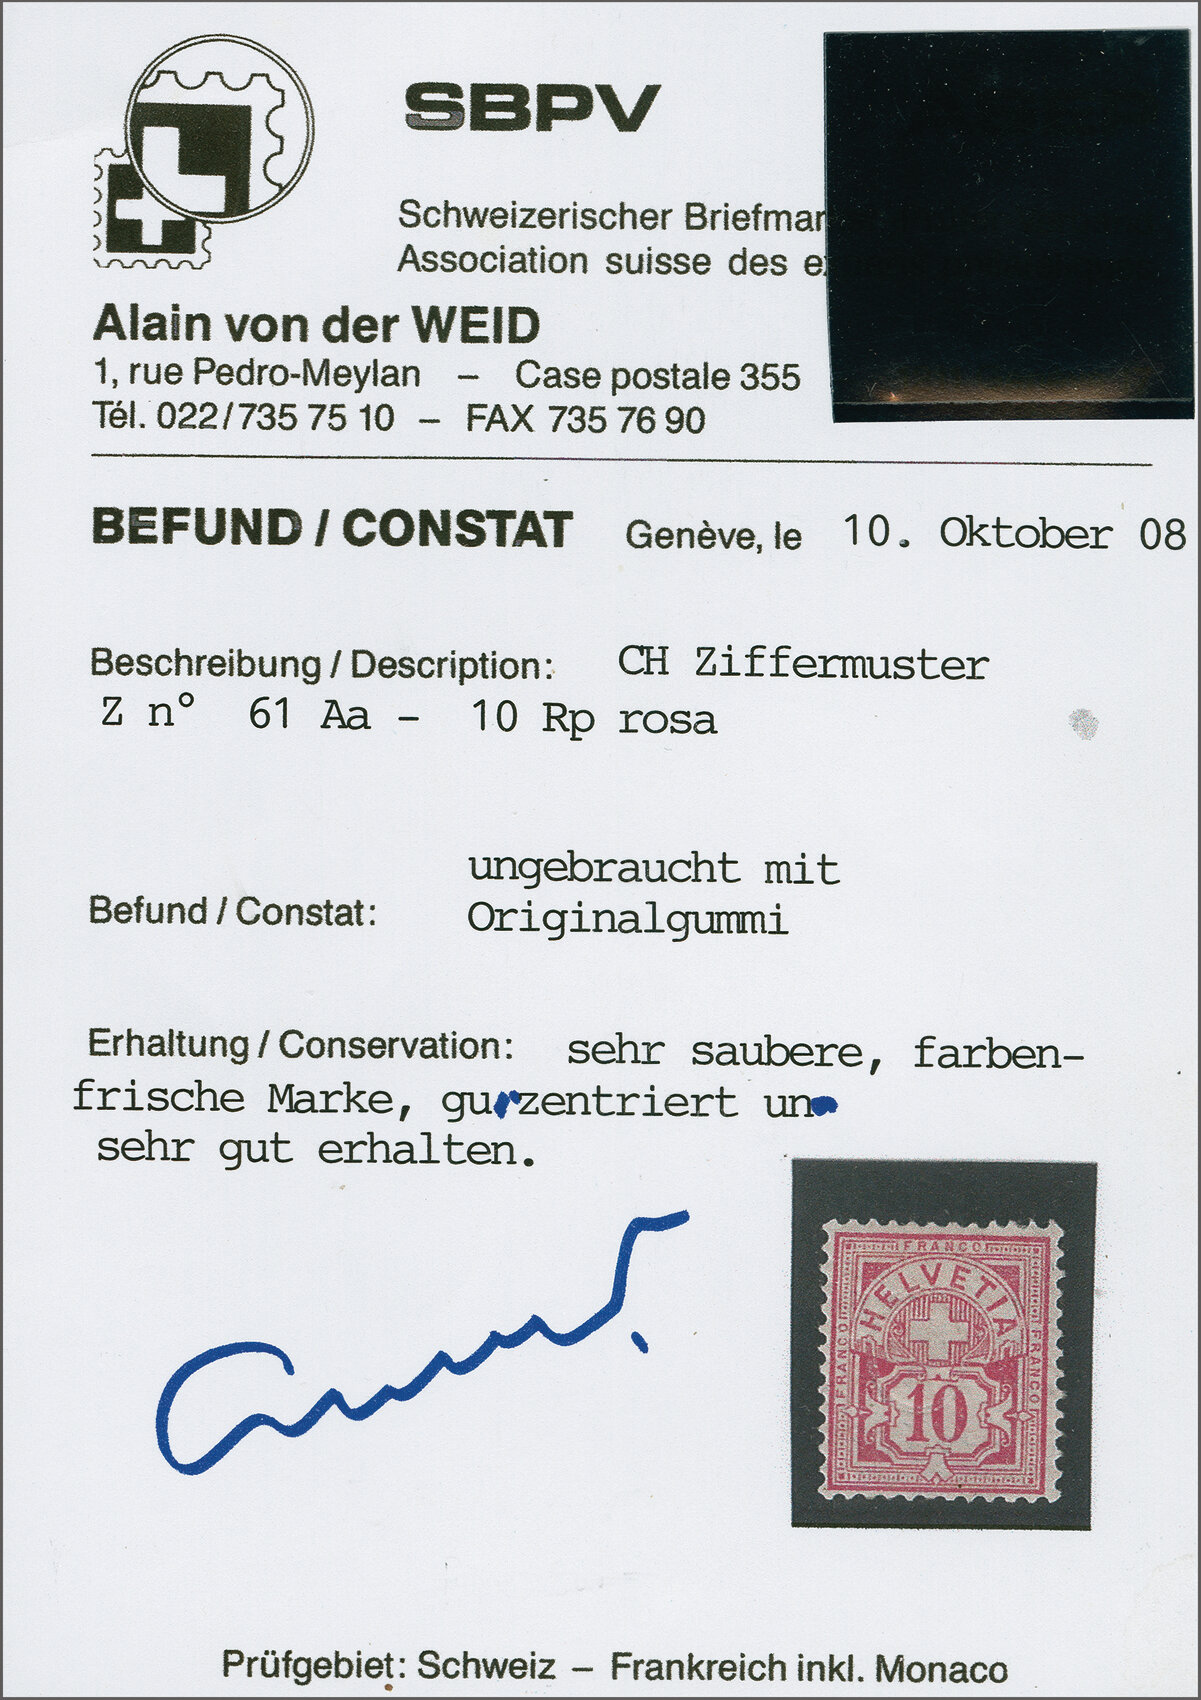 SBPV
Schweizerischer Briefmar
Association suisse des e
Alain von der WEID
1, rue Pedro-Meylan – Case postale 355
Tél. 022/735 75 10 – FAX 735 76 90
BEFUND / CONSTAT Genève, le 10. Oktober 08
Beschreibung / Description: CH Ziffermuster
Z n° 61 Aa - 10 Rp rosa
ungebraucht mit
Befund / Constat: Originalgummi
Erhaltung / Conservation: sehr saubere, farben-
frische Marke, gu zentriert un
sehr gut erhalten.
FRANCO
HELVETIA
FRANCO
FRANCO
10
Prüfgebiet: Schweiz – Frankreich inkl. Monaco